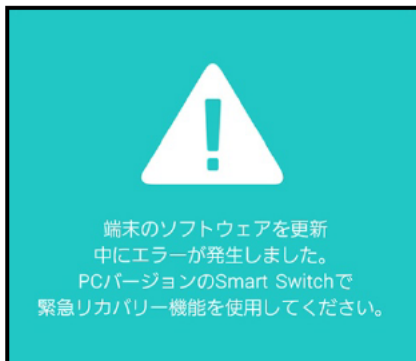 端末のソフトウェアを更新
中にエラーが発生しました。
PCバージョンのSmart Switchで
緊急リカバリー機能を使用してください。